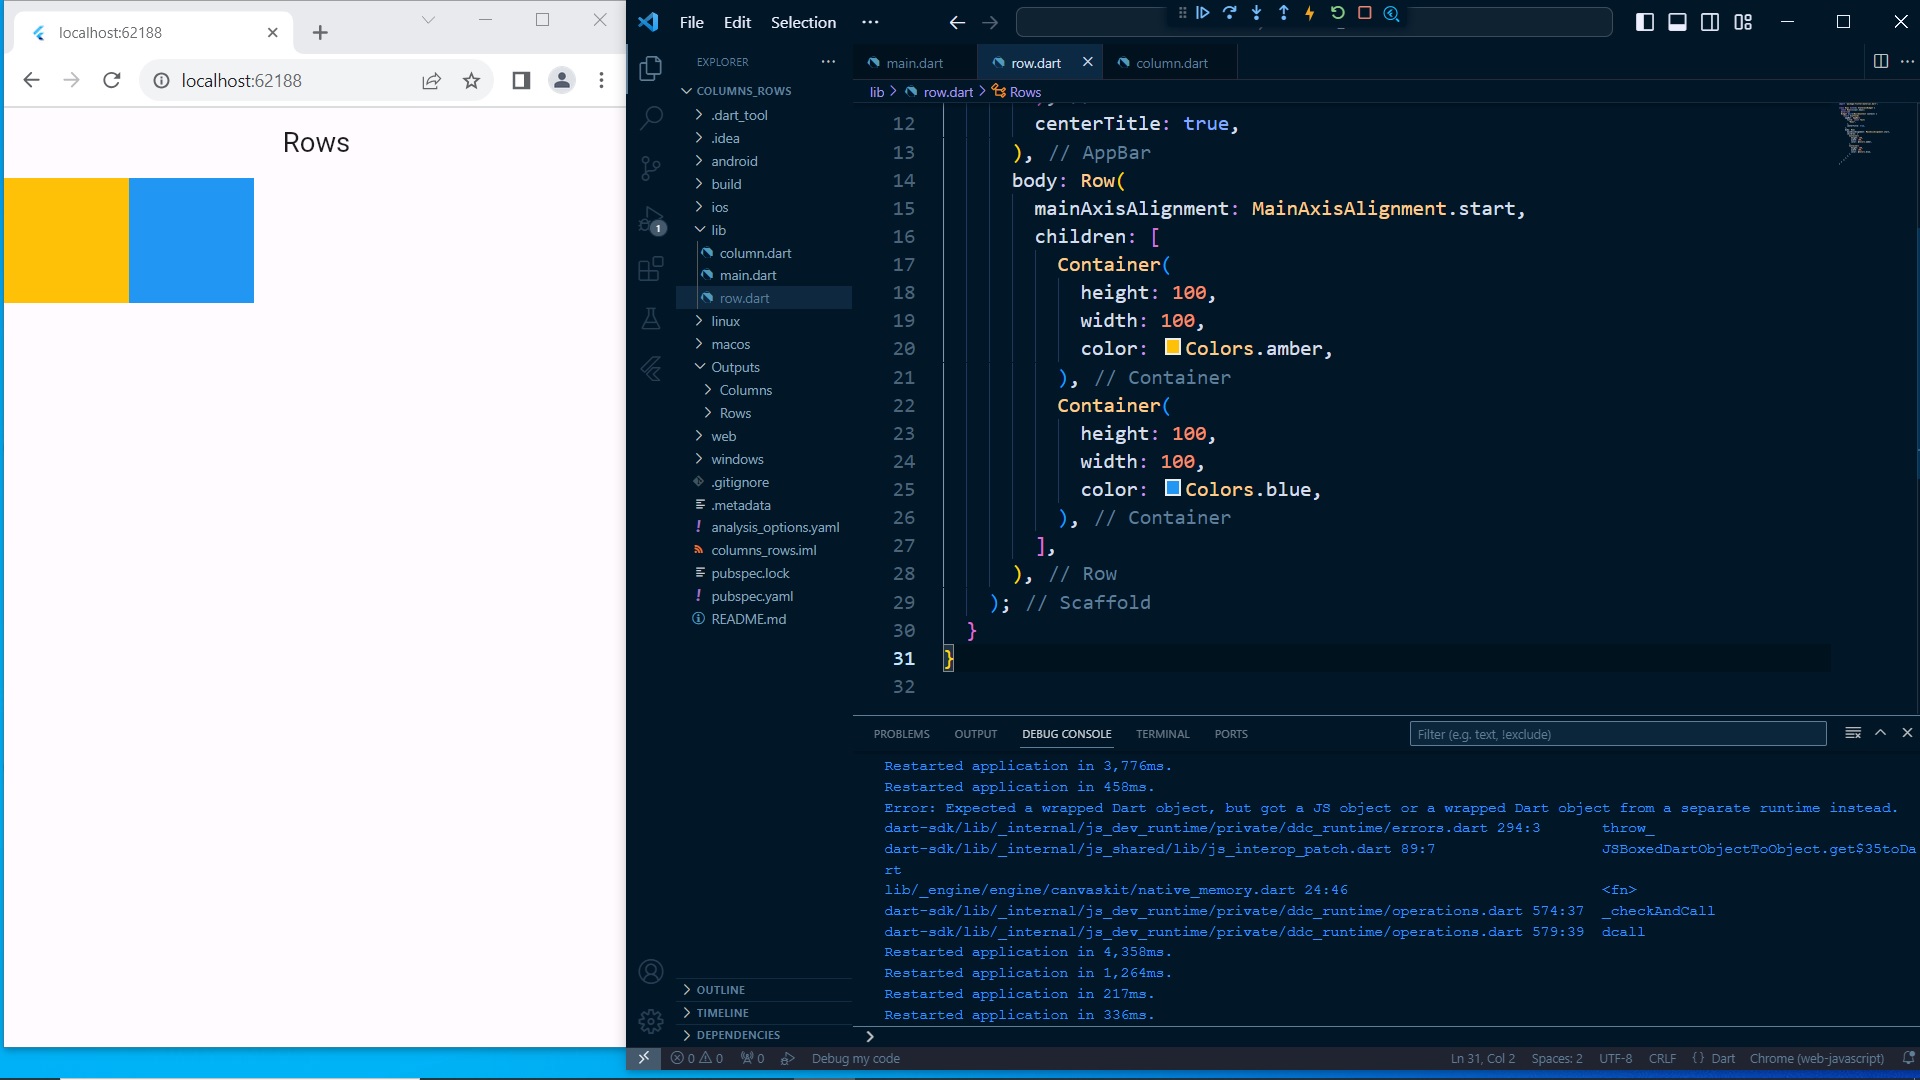 localhost:62188
localhost:62188
Rows
File Edit Selection
EXPLORER
COLUMNS_ROWS
.dart_tool
.idea
android
build
ios
lib
column.dart
main.dart
row.dart
linux
macos
Outputs
Columns
Rows
web
windows
.gitignore
.metadata
analysis_options.yaml
columns_rows.iml
pubspec.lock
pubspec.yaml
README.md
OUTLINE
TIMELINE
DEPENDENCIES
1
main.dart row.dart column.dart
lib > row.dart > Rows
12 centerTitle: true,
13 ), // AppBar
14 body: Row(
15 mainAxisAlignment: MainAxisAlignment.start,
16 children: [
17 Container(
18 height: 100,
19 width: 100,
20 color: Colors.amber,
21 ), // Container
22 Container(
23 height: 100,
24 width: 100,
25 color: Colors.blue,
26 ), // Container
27 ],
28 ), // Row
29 ); // Scaffold
30 }
31 }
32
PROBLEMS OUTPUT DEBUG CONSOLE TERMINAL PORTS Filter (e.g. text, !exclude)
Restarted application in 3,776ms.
Restarted application in 458ms.
Error: Expected a wrapped Dart object, but got a JS object or a wrapped Dart object from a separate runtime instead.
dart-sdk/lib/_internal/js_dev_runtime/private/ddc_runtime/errors.dart 294:3 throw_
dart-sdk/lib/_internal/js_shared/lib/js_interop_patch.dart 89:7 JSBoxedDartObjectToObject.get$35toDa
rt
lib/_engine/engine/canvaskit/native_memory.dart 24:46 <fn>
dart-sdk/lib/_internal/js_dev_runtime/private/ddc_runtime/operations.dart 574:37 _checkAndCall
dart-sdk/lib/_internal/js_dev_runtime/private/ddc_runtime/operations.dart 579:39 dcall
Restarted application in 4,358ms.
Restarted application in 1,264ms.
Restarted application in 217ms.
Restarted application in 336ms.
0 0 0 Debug my code Ln 31, Col 2 Spaces: 2 UTF-8 CRLF {} Dart Chrome (web-javascript)